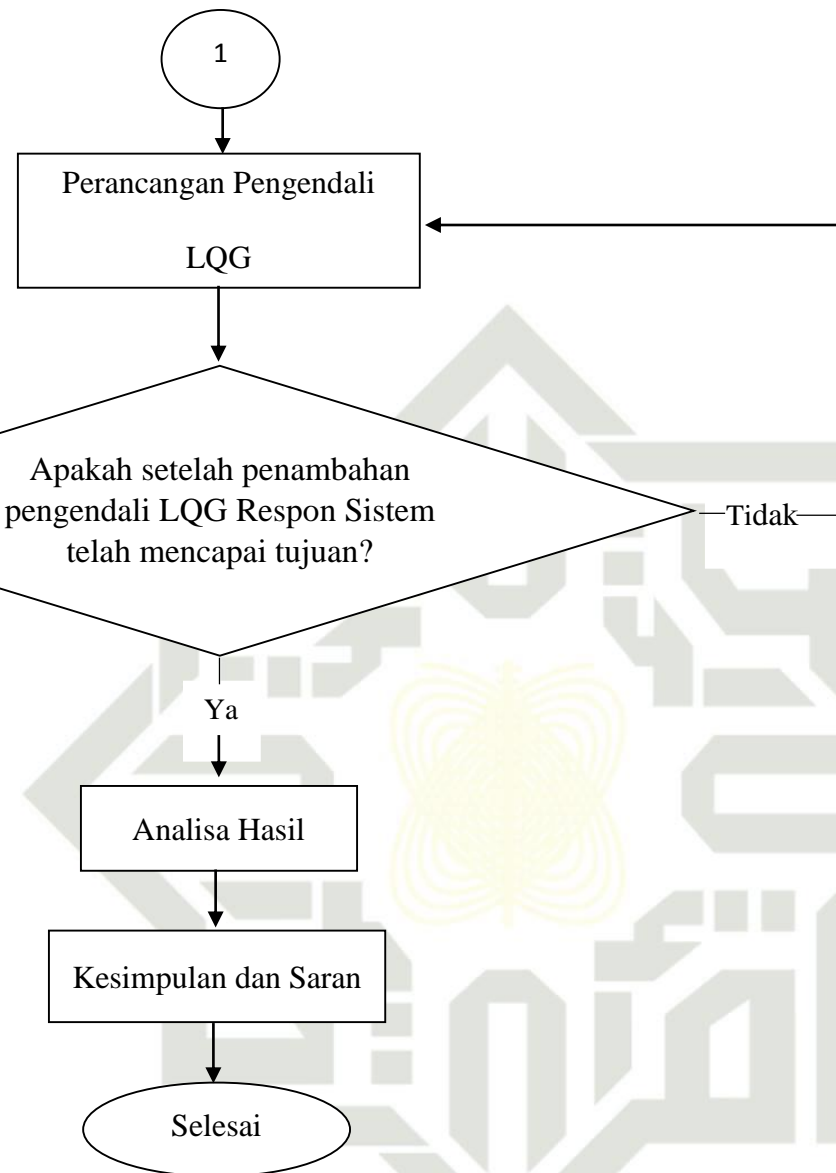 1
Perancangan Pengendali
LQG
Apakah setelah penambahan
pengendali LQG Respon Sistem
telah mencapai tujuan?
Tidak
Ya
Analisa Hasil
Kesimpulan dan Saran
Selesai